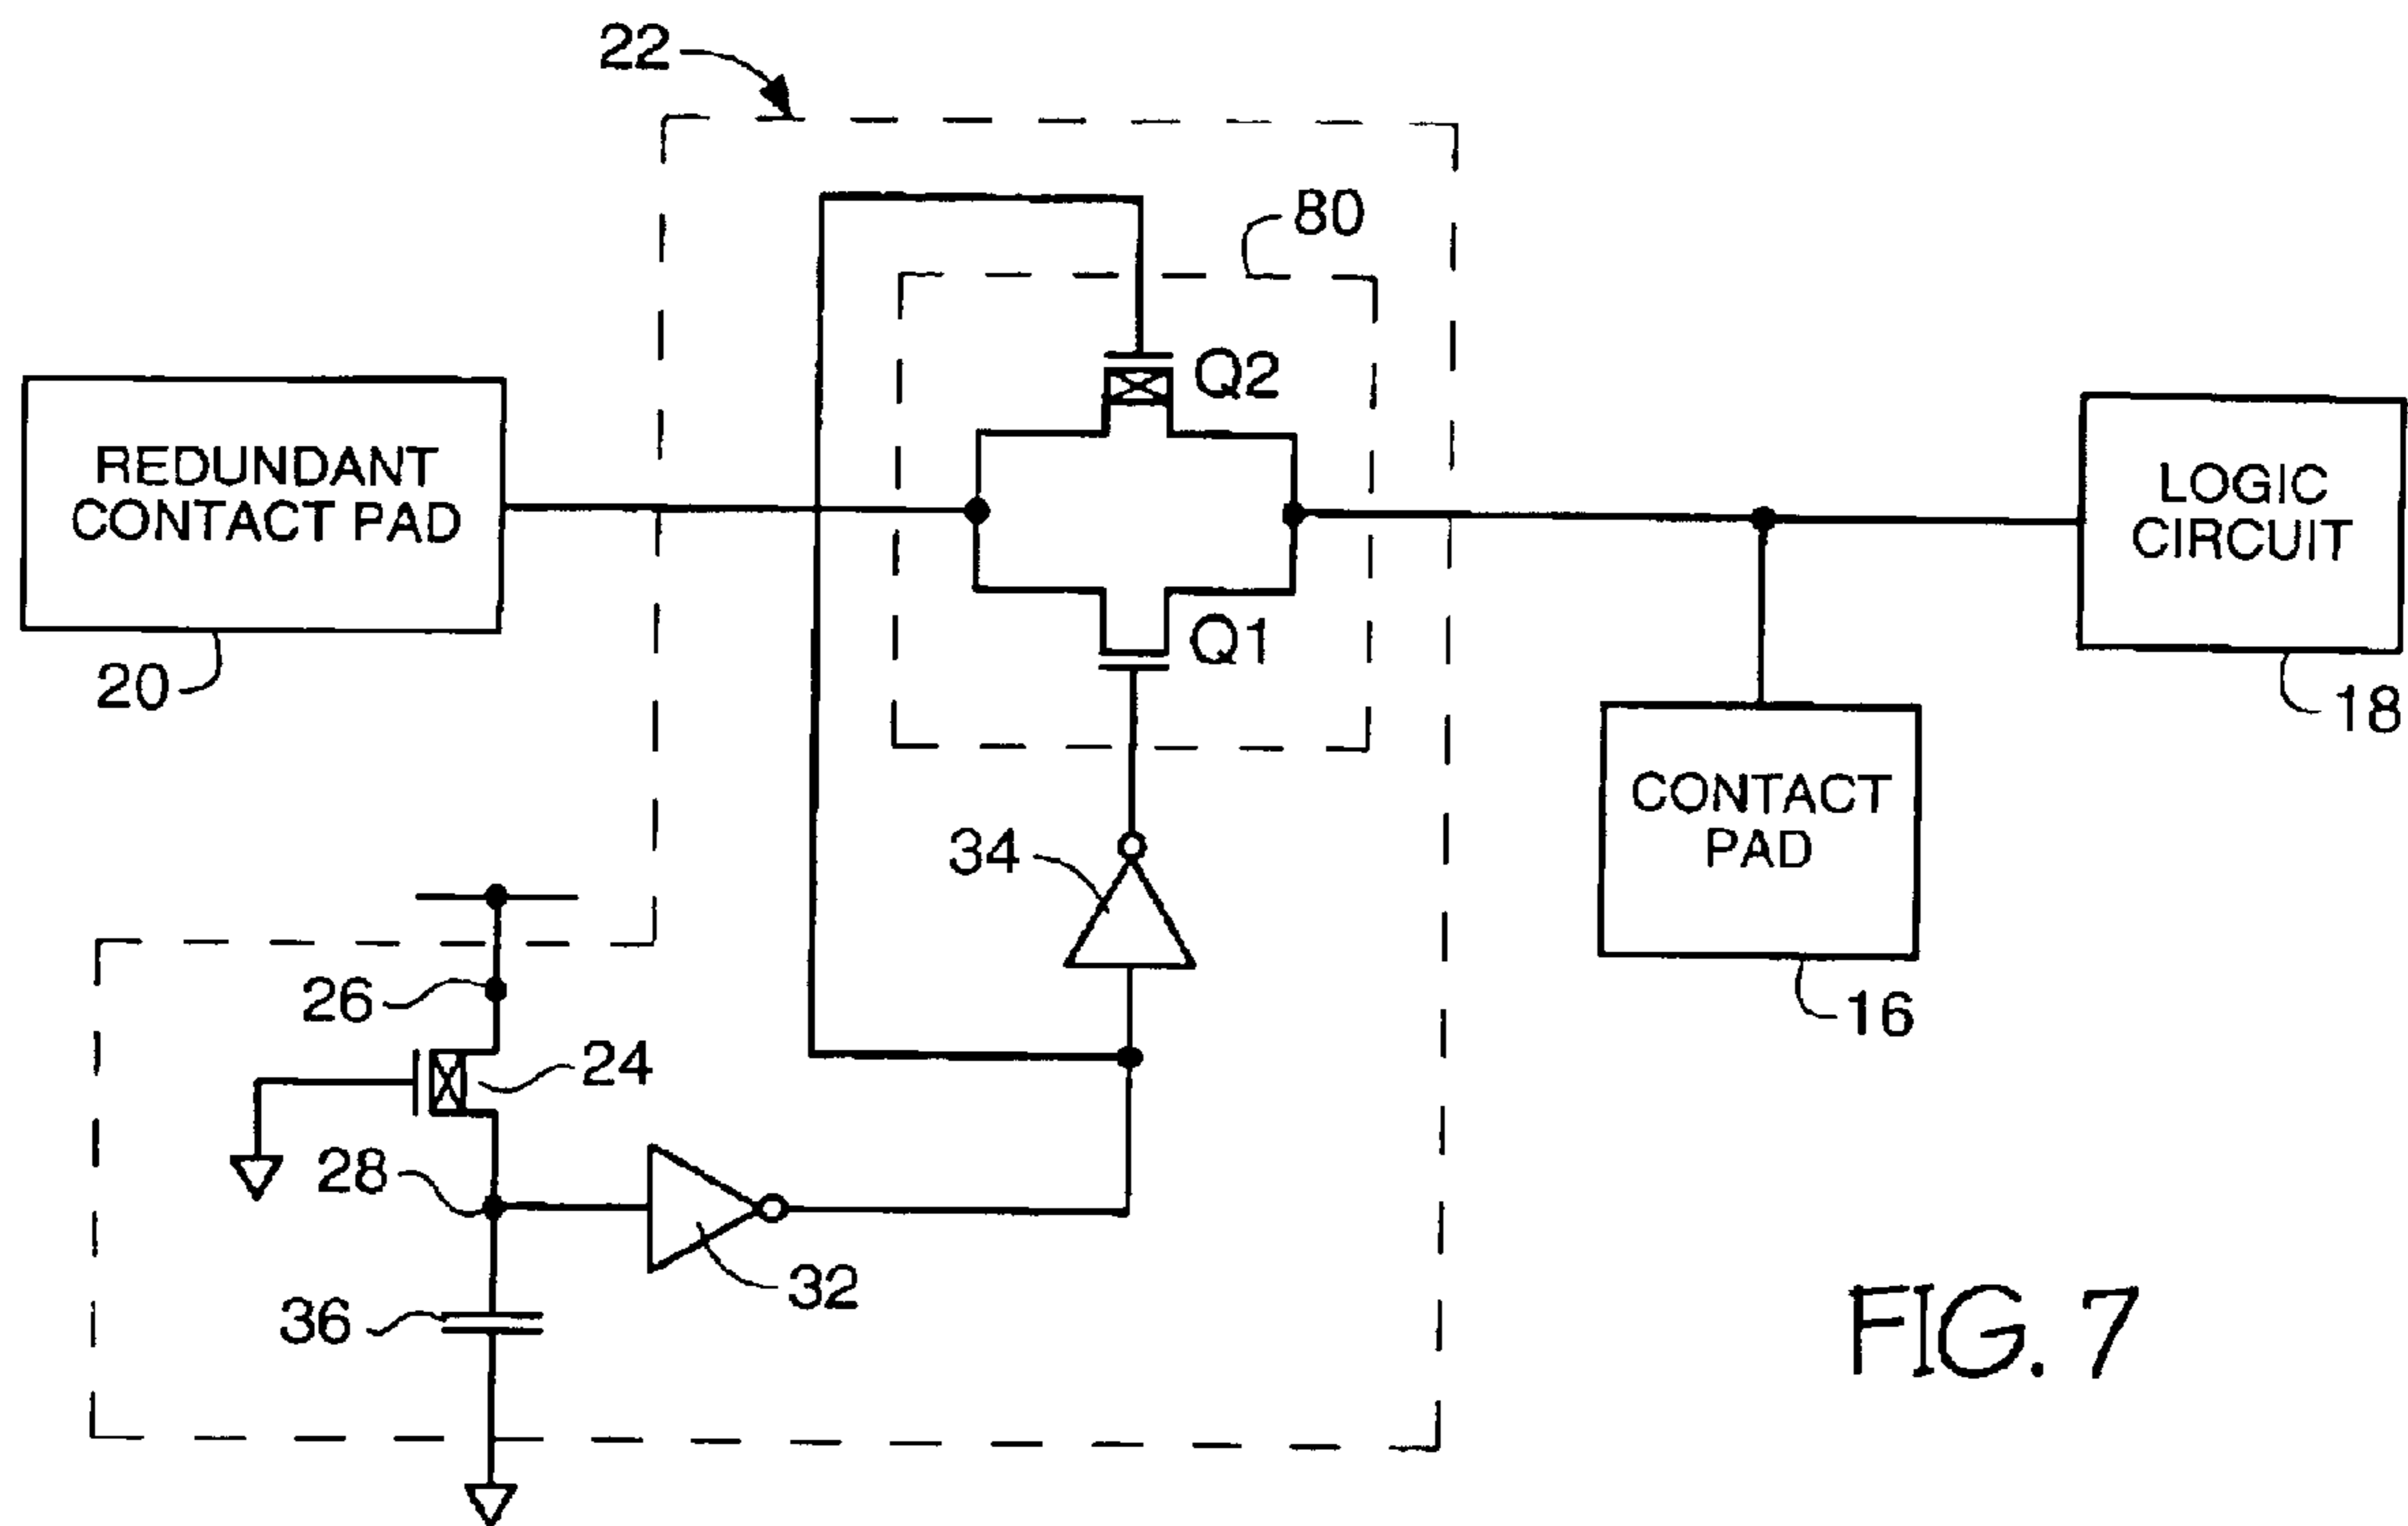 22
80
Q2
REDUNDANT
CONTACT PAD
LOGIC
CIRCUIT
Q1
20
18
CONTACT
PAD
34
26
16
24
28
32
36
FIG. 7